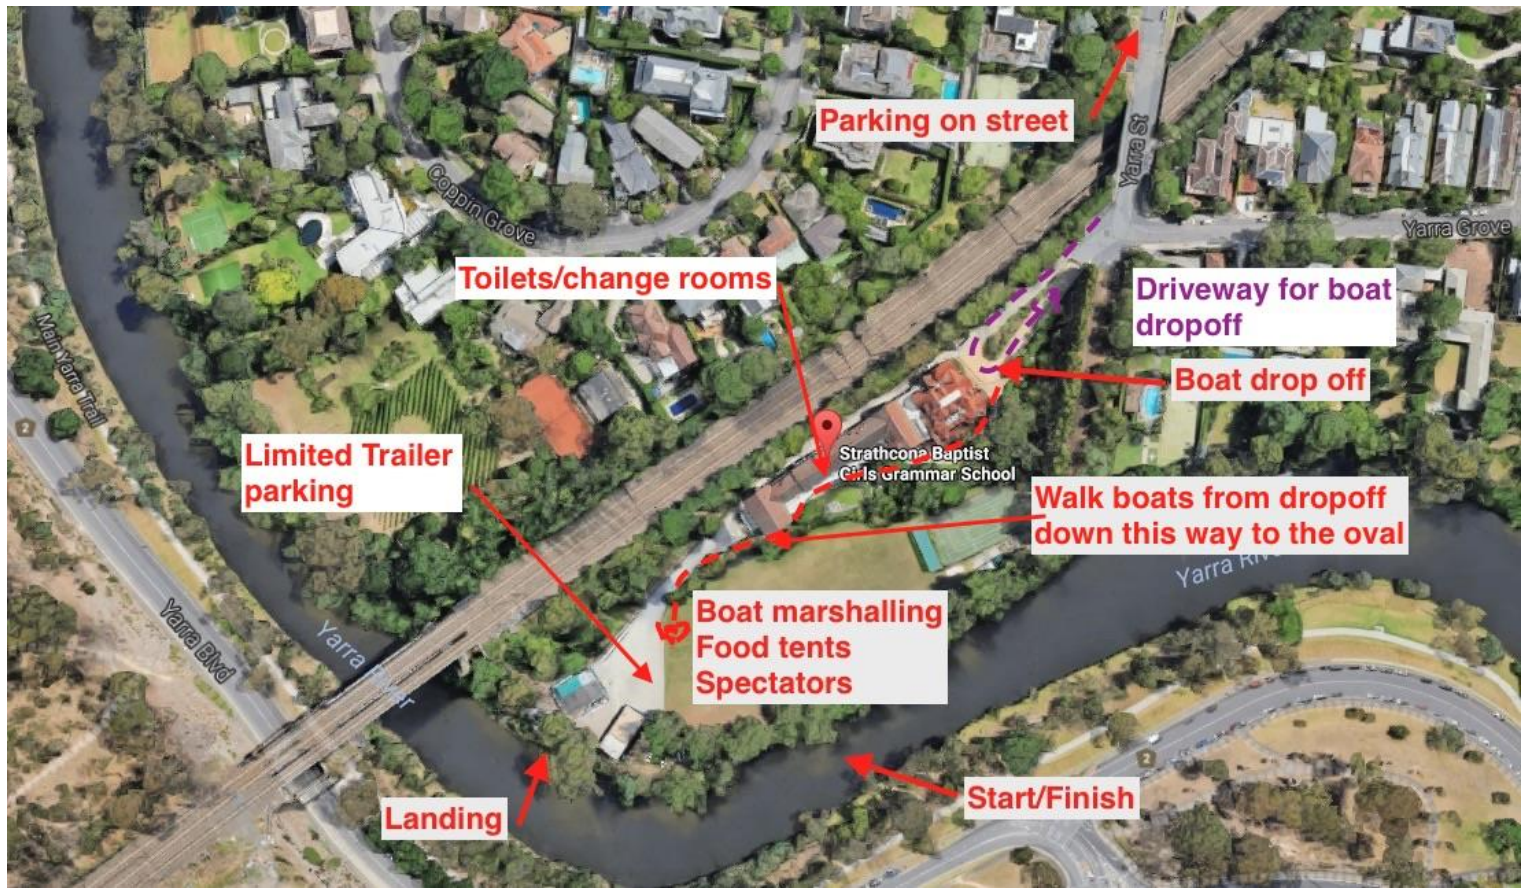 Parking on street
Yarra St
Coppin Grove
Yarra Grove
Toilets/change rooms
Driveway for boat
dropoff
Main Yarra Trail
Boat drop off
2
Limited Trailer
parking
Strathcona Baptist
Girls Grammar School
Walk boats from dropoff
down this way to the oval
Yarra River
Yarra Blvd
Yarra River
Boat marshalling
Food tents
Spectators
2
Landing
Start/Finish